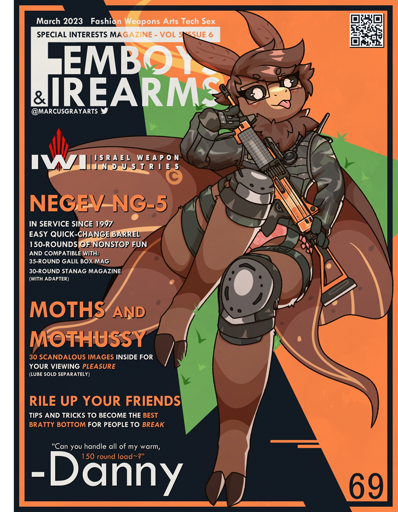 March 2023 Fashion Weapons Arts Tech Sex
SPECIAL INTERESTS MAGAZINE - VOL 5 ISSUE 6
FEMBOYS
& FIREARMS
@MARCUSGRAYARTS
IWI ISRAEL WEAPON
INDUSTRIES
©
NEGEV NG-5
IN SERVICE SINCE 1997
EASY QUICK-CHANGE BARREL
150-ROUNDS OF NONSTOP FUN
AND COMPATIBLE WITH:
35-ROUND GALIL BOX MAG
30-ROUND STANAG MAGAZINE
(WITH ADAPTER)
MOTHS AND
MOTHUSSY
30 SCANDALOUS IMAGES INSIDE FOR
YOUR VIEWING PLEASURE
(LUBE SOLD SEPARATELY)
RILE UP YOUR FRIENDS
TIPS AND TRICKS TO BECOME THE BEST
BRATTY BOTTOM FOR PEOPLE TO BREAK
"Can you handle all of my warm,
150 round load~?"
-Danny
69